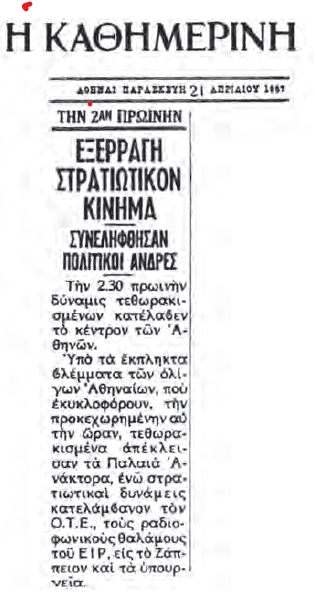 Η ΚΑΘΗΜΕΡΙΝΗ
ΑΘΗΝΑΙ ΠΑΡΑΣΚΕΥΗ 21 ΑΠΡΙΛΙΟΥ 1967
ΤΗΝ 2ΑΝ ΠΡΩΙΝΗΝ
ΕΞΕΡΡΑΓΗ
ΣΤΡΑΤΙΩΤΙΚΟΝ
ΚΙΝΗΜΑ
ΣΥΝΕΛΗΦΘΗΣΑΝ
ΠΟΛΙΤΙΚΟΙ ΑΝΔΡΕΣ
Τὴν 2.30 πρωινὴν
δύναμις τεθωρακι-
σμένων κατέλαβεν
τὸ κέντρον τῶν Ἀ-
θηνῶν.
Ὑπὸ τὰ ἔκπληκτα
βλέμματα τῶν ὀλί-
γων Ἀθηναίων, ποὺ
ἐκυκλοφόρουν, τὴν
προκεχωρημένην αὐ
τὴν ὥραν, τεθωρα-
κισμένα ἀπέκλει-
σαν τὰ Παλαιὰ Ἀ-
νάκτορα, ἐνῶ στρα-
τιωτικαὶ δυνάμεις
κατελάμβανον τὸν
Ο.Τ.Ε., τοὺς ραδιο-
φωνικοὺς θαλάμους
τοῦ ΕΙΡ, εἰς τὸ Ζάπ-
πειον καὶ τὰ ὑπουρ-
γεῖα.